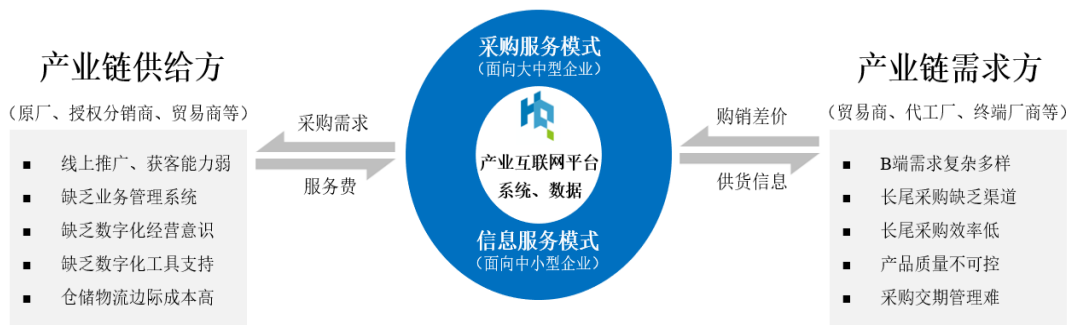 产业链供给方
（原厂、授权分销商、贸易商等）
■ 线上推广、获客能力弱
■ 缺乏业务管理系统
■ 缺乏数字化经营意识
■ 缺乏数字化工具支持
■ 仓储物流边际成本高
采购需求
服务费
采购服务模式
（面向大中型企业）
HQ
产业互联网平台
系统、数据
信息服务模式
（面向中小型企业）
购销差价
供货信息
产业链需求方
（贸易商、代工厂、终端厂商等）
■ B端需求复杂多样
■ 长尾采购缺乏渠道
■ 长尾采购效率低
■ 产品质量不可控
■ 采购交期管理难